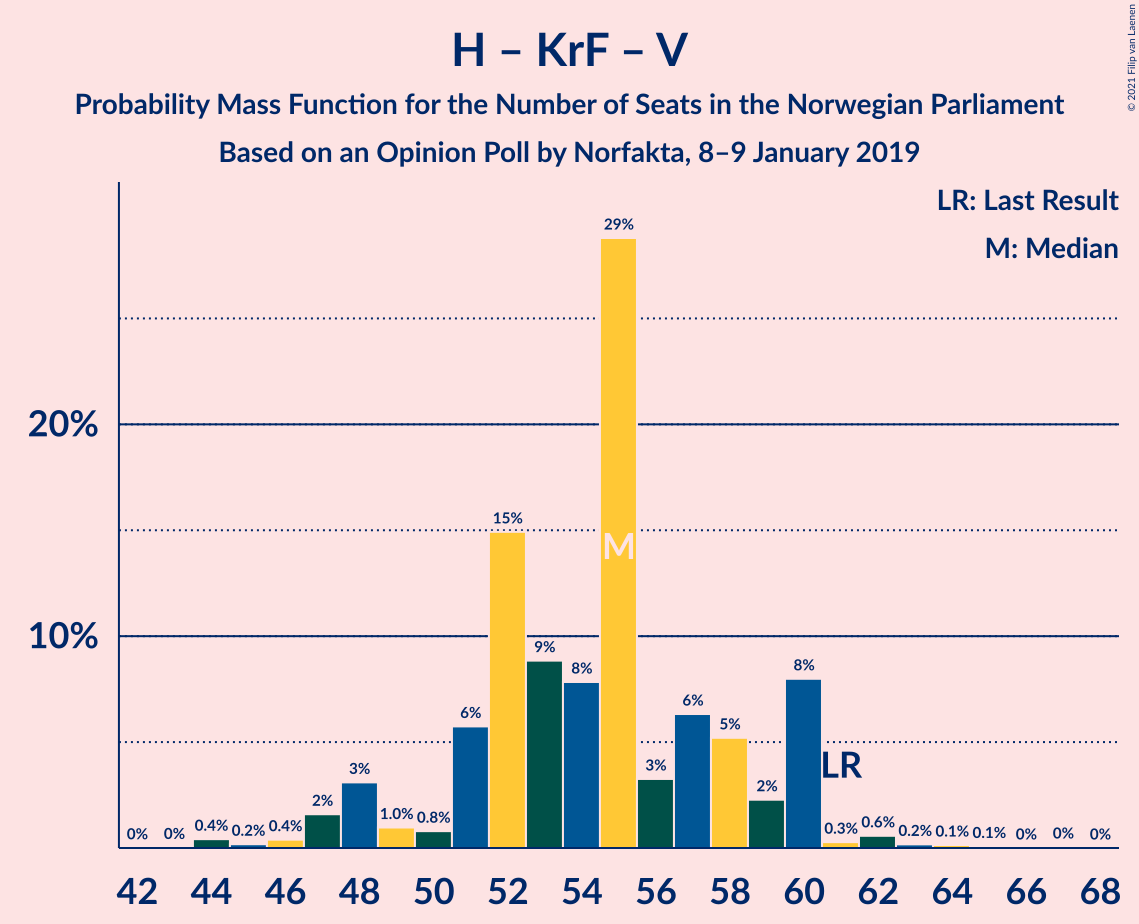 H – KrF – V
Probability Mass Function for the Number of Seats in the Norwegian Parliament
Based on an Opinion Poll by Norfakta, 8–9 January 2019
© 2021 Filip van Laenen
LR: Last Result
M: Median
29%
20%
15%
M
10%
9%
8%
8%
6%
6%
5%
LR
3%
3%
2%
2%
1.0%
0.8%
0.6%
0% 0% 0.4% 0.2% 0.4% 0.3% 0.2% 0.1% 0.1% 0% 0% 0%
42 44 46 48 50 52 54 56 58 60 62 64 66 68